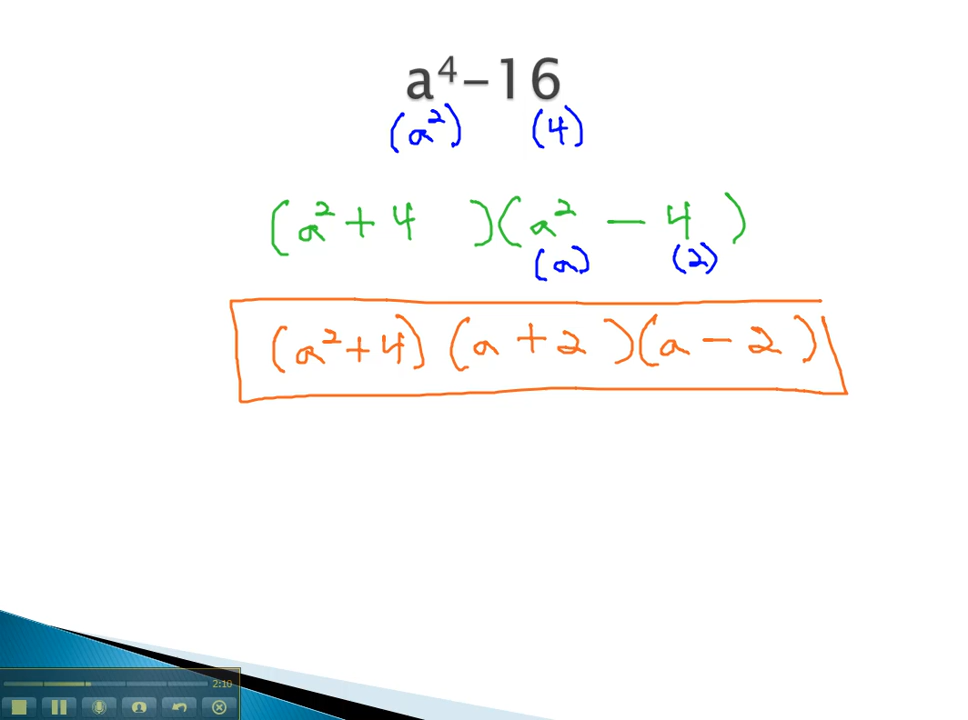 a⁴-16
(a²) (4)
(a² + 4 )(a² - 4 )
(a) (2)
(a² + 4) (a + 2 )(a - 2 )
2:10